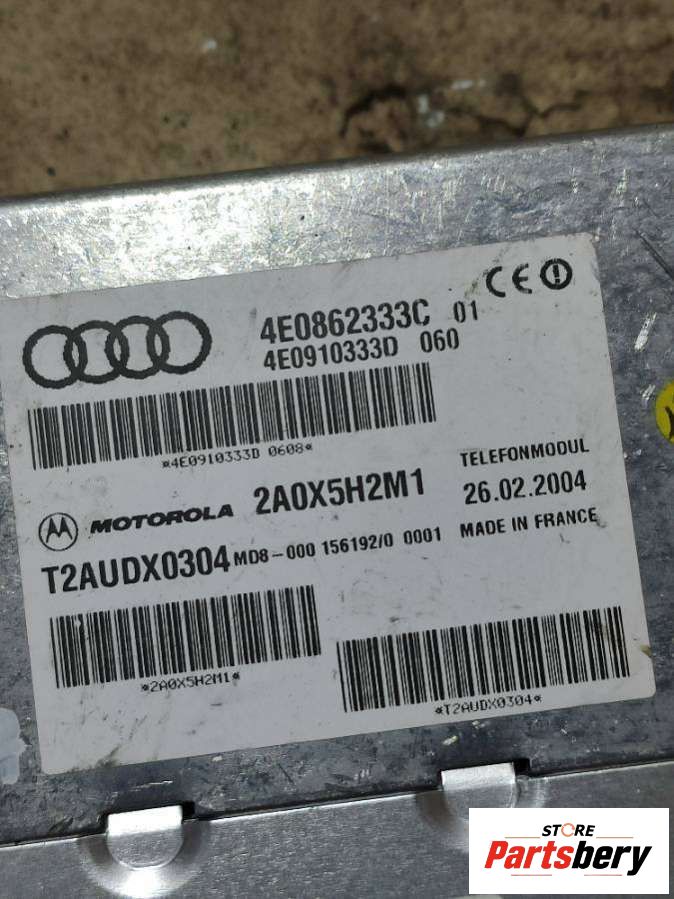 CE
4E0862333C 01
4E0910333D 060
*4E0910333D 0608*
MOTOROLA 2A0X5H2M1
TELEFONMODUL
26.02.2004
T2AUDX0304 MD8-000 156192/0 0001
MADE IN FRANCE
*2A0X5H2M1*
*T2AUDX0304*
STORE
Partsbery